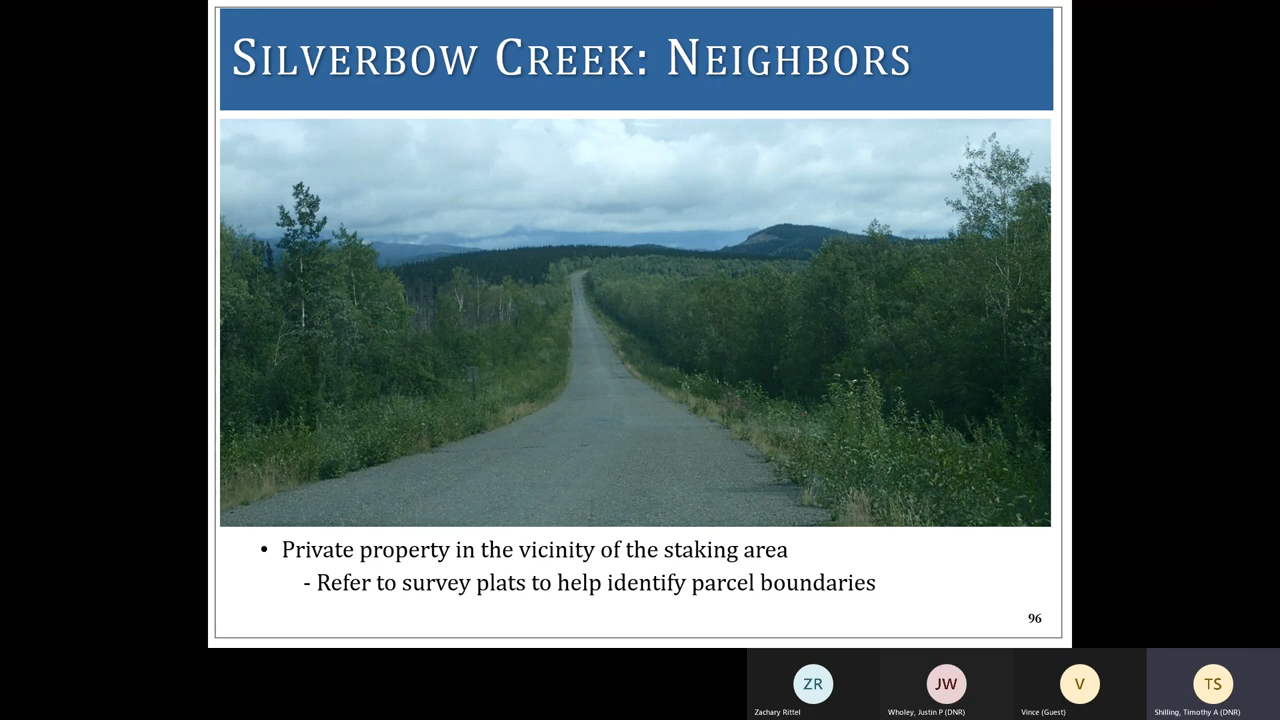 SILVERBOW CREEK: NEIGHBORS
• Private property in the vicinity of the staking area
- Refer to survey plats to help identify parcel boundaries
96
ZR
JW
V
TS
Zachary Rittel
Wholey, Justin P (DNR)
Vince (Guest)
Shilling, Timothy A (DNR)